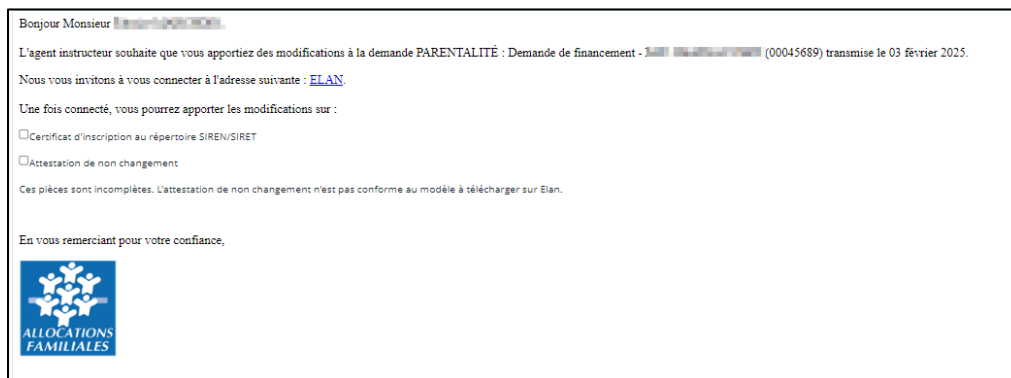 Bonjour Monsieur
L'agent instructeur souhaite que vous apportiez des modifications à la demande PARENTALITÉ : Demande de financement - (00045689) transmise le 03 février 2025.
Nous vous invitons à vous connecter à l'adresse suivante : ELAN.
Une fois connecté, vous pourrez apporter les modifications sur :
Certificat d'inscription au répertoire SIREN/SIRET
Attestation de non changement
Ces pièces sont incomplètes. L'attestation de non changement n'est pas conforme au modèle à télécharger sur Elan.
En vous remerciant pour votre confiance,
ALLOCATIONS
FAMILIALES